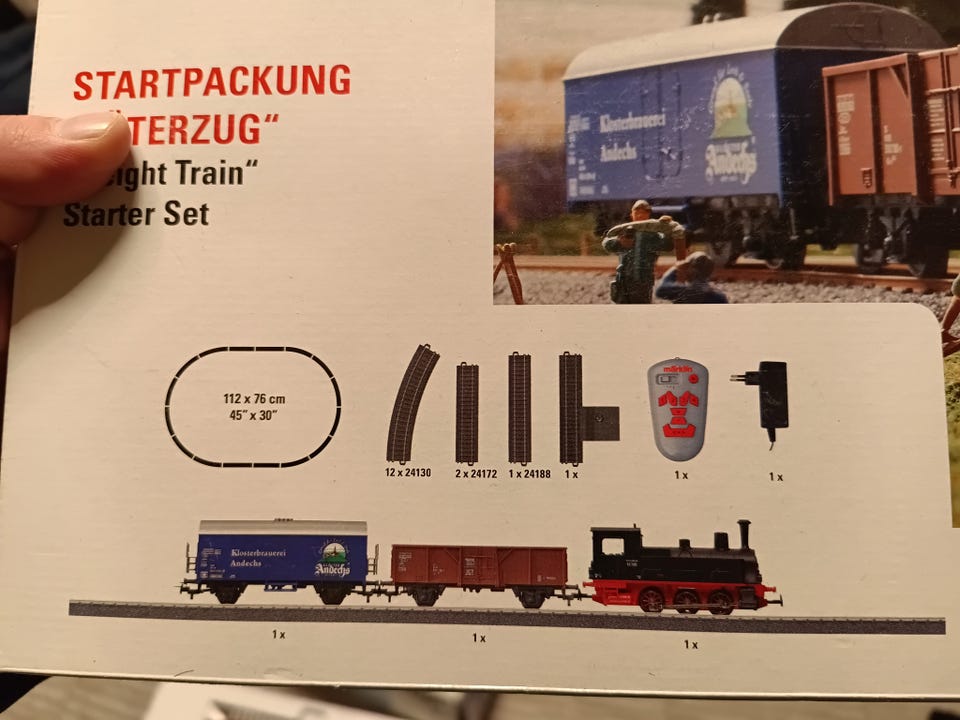 STARTPACKUNG
TERZUG“
ight Train“
Starter Set
Klosterbrauerei
Andechs
Andechs
112 x 76 cm
45” x 30”
märklin
12 x 24130
2 x 24172
1 x 24188
1 x
1 x
1 x
Klosterbrauerei
Andechs
Andechs
1 x
1 x
1 x